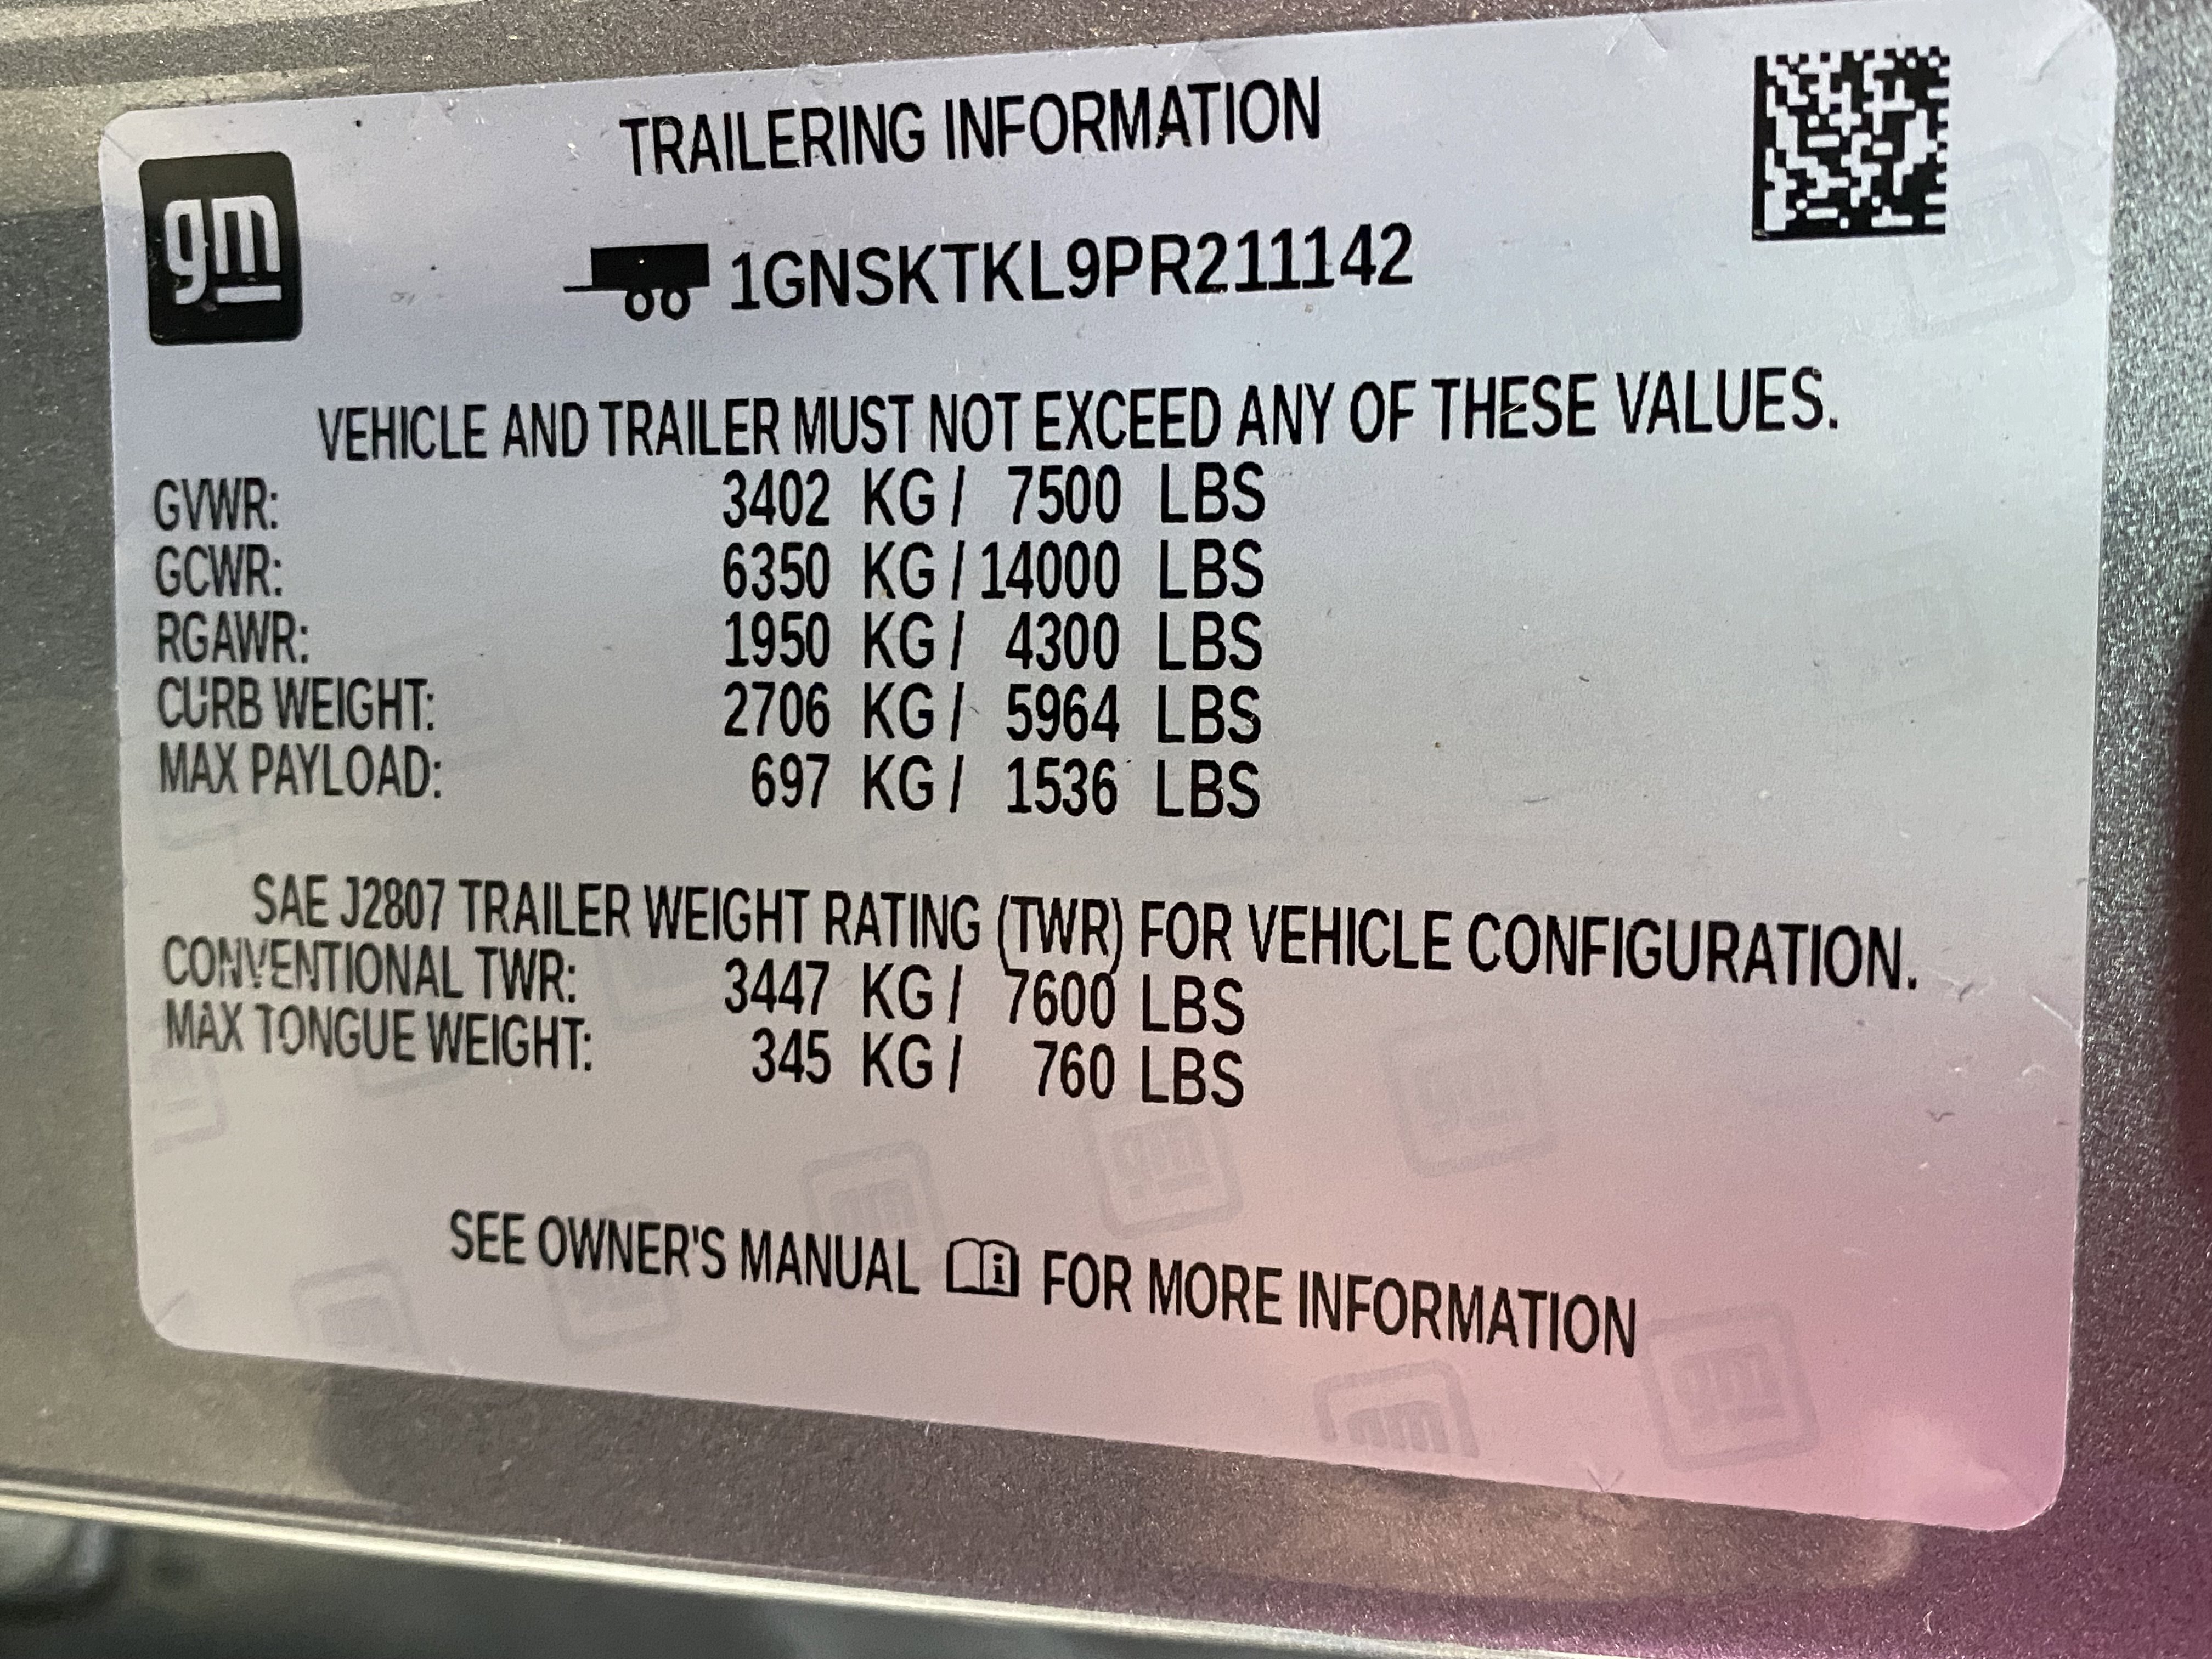 gm
TRAILERING INFORMATION
1GNSKTKL9PR211142
VEHICLE AND TRAILER MUST NOT EXCEED ANY OF THESE VALUES.
GVWR: 3402 KG / 7500 LBS
GCWR: 6350 KG / 14000 LBS
RGAWR: 1950 KG / 4300 LBS
CURB WEIGHT: 2706 KG / 5964 LBS
MAX PAYLOAD: 697 KG / 1536 LBS
SAE J2807 TRAILER WEIGHT RATING (TWR) FOR VEHICLE CONFIGURATION.
CONVENTIONAL TWR: 3447 KG / 7600 LBS
MAX TONGUE WEIGHT: 345 KG / 760 LBS
SEE OWNER'S MANUAL FOR MORE INFORMATION